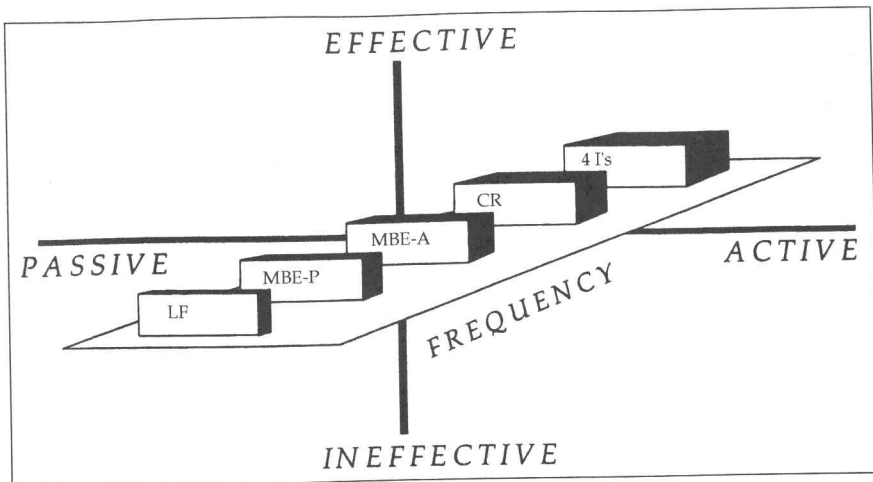 EFFECTIVE
4 I's
CR
MBE-A
PASSIVE
ACTIVE
MBE-P
LF
FREQUENCY
INEFFECTIVE